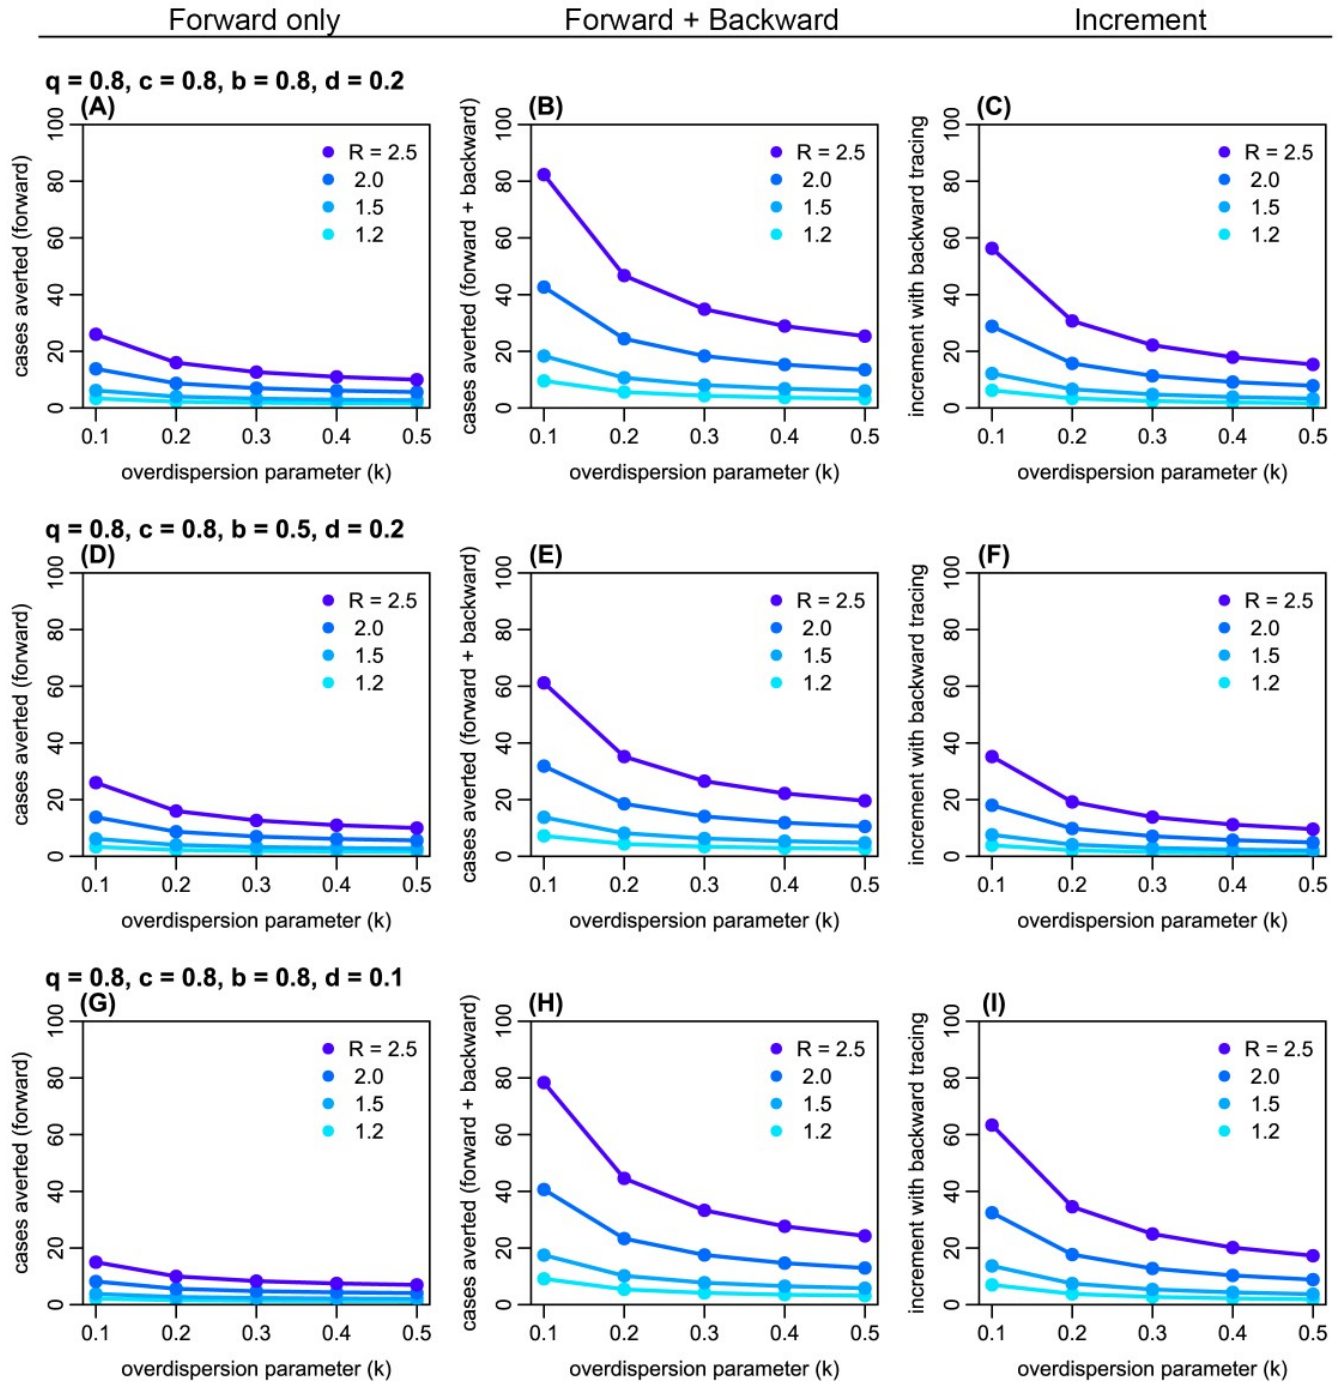 Forward only Forward + Backward Increment
q = 0.8, c = 0.8, b = 0.8, d = 0.2
(A)
cases averted (forward)
100
80
60
40
20
0
R = 2.5
2.0
1.5
1.2
0.1 0.2 0.3 0.4 0.5
overdispersion parameter (k)
(B)
cases averted (forward + backward)
100
80
60
40
20
0
R = 2.5
2.0
1.5
1.2
0.1 0.2 0.3 0.4 0.5
overdispersion parameter (k)
(C)
increment with backward tracing
100
80
60
40
20
0
R = 2.5
2.0
1.5
1.2
0.1 0.2 0.3 0.4 0.5
overdispersion parameter (k)
q = 0.8, c = 0.8, b = 0.5, d = 0.2
(D)
cases averted (forward)
100
80
60
40
20
0
R = 2.5
2.0
1.5
1.2
0.1 0.2 0.3 0.4 0.5
overdispersion parameter (k)
(E)
cases averted (forward + backward)
100
80
60
40
20
0
R = 2.5
2.0
1.5
1.2
0.1 0.2 0.3 0.4 0.5
overdispersion parameter (k)
(F)
increment with backward tracing
100
80
60
40
20
0
R = 2.5
2.0
1.5
1.2
0.1 0.2 0.3 0.4 0.5
overdispersion parameter (k)
q = 0.8, c = 0.8, b = 0.8, d = 0.1
(G)
cases averted (forward)
100
80
60
40
20
0
R = 2.5
2.0
1.5
1.2
0.1 0.2 0.3 0.4 0.5
overdispersion parameter (k)
(H)
cases averted (forward + backward)
100
80
60
40
20
0
R = 2.5
2.0
1.5
1.2
0.1 0.2 0.3 0.4 0.5
overdispersion parameter (k)
(I)
increment with backward tracing
100
80
60
40
20
0
R = 2.5
2.0
1.5
1.2
0.1 0.2 0.3 0.4 0.5
overdispersion parameter (k)